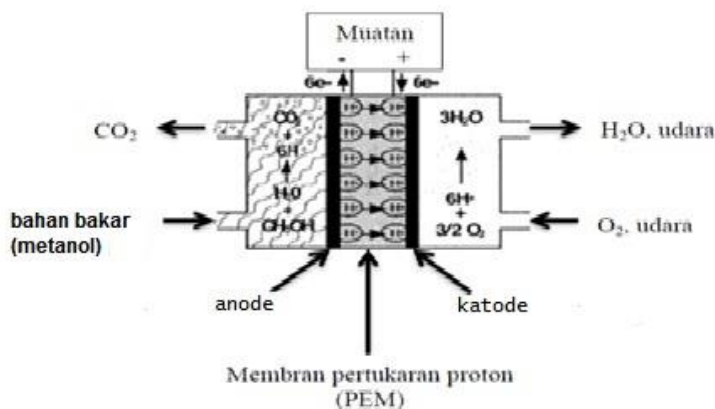 Muatan
- +
6e- 6e-
CO₂
CO₂
+
6H
H₂O
+
CH₃OH
H+ H+
H+ H+
H+ H+
H+ H+
H+ H+
H+ H+
3H₂O
6H+
+
3/2 O₂
H₂O, udara
bahan bakar
(metanol)
O₂, udara
anode
katode
Membran pertukaran proton
(PEM)